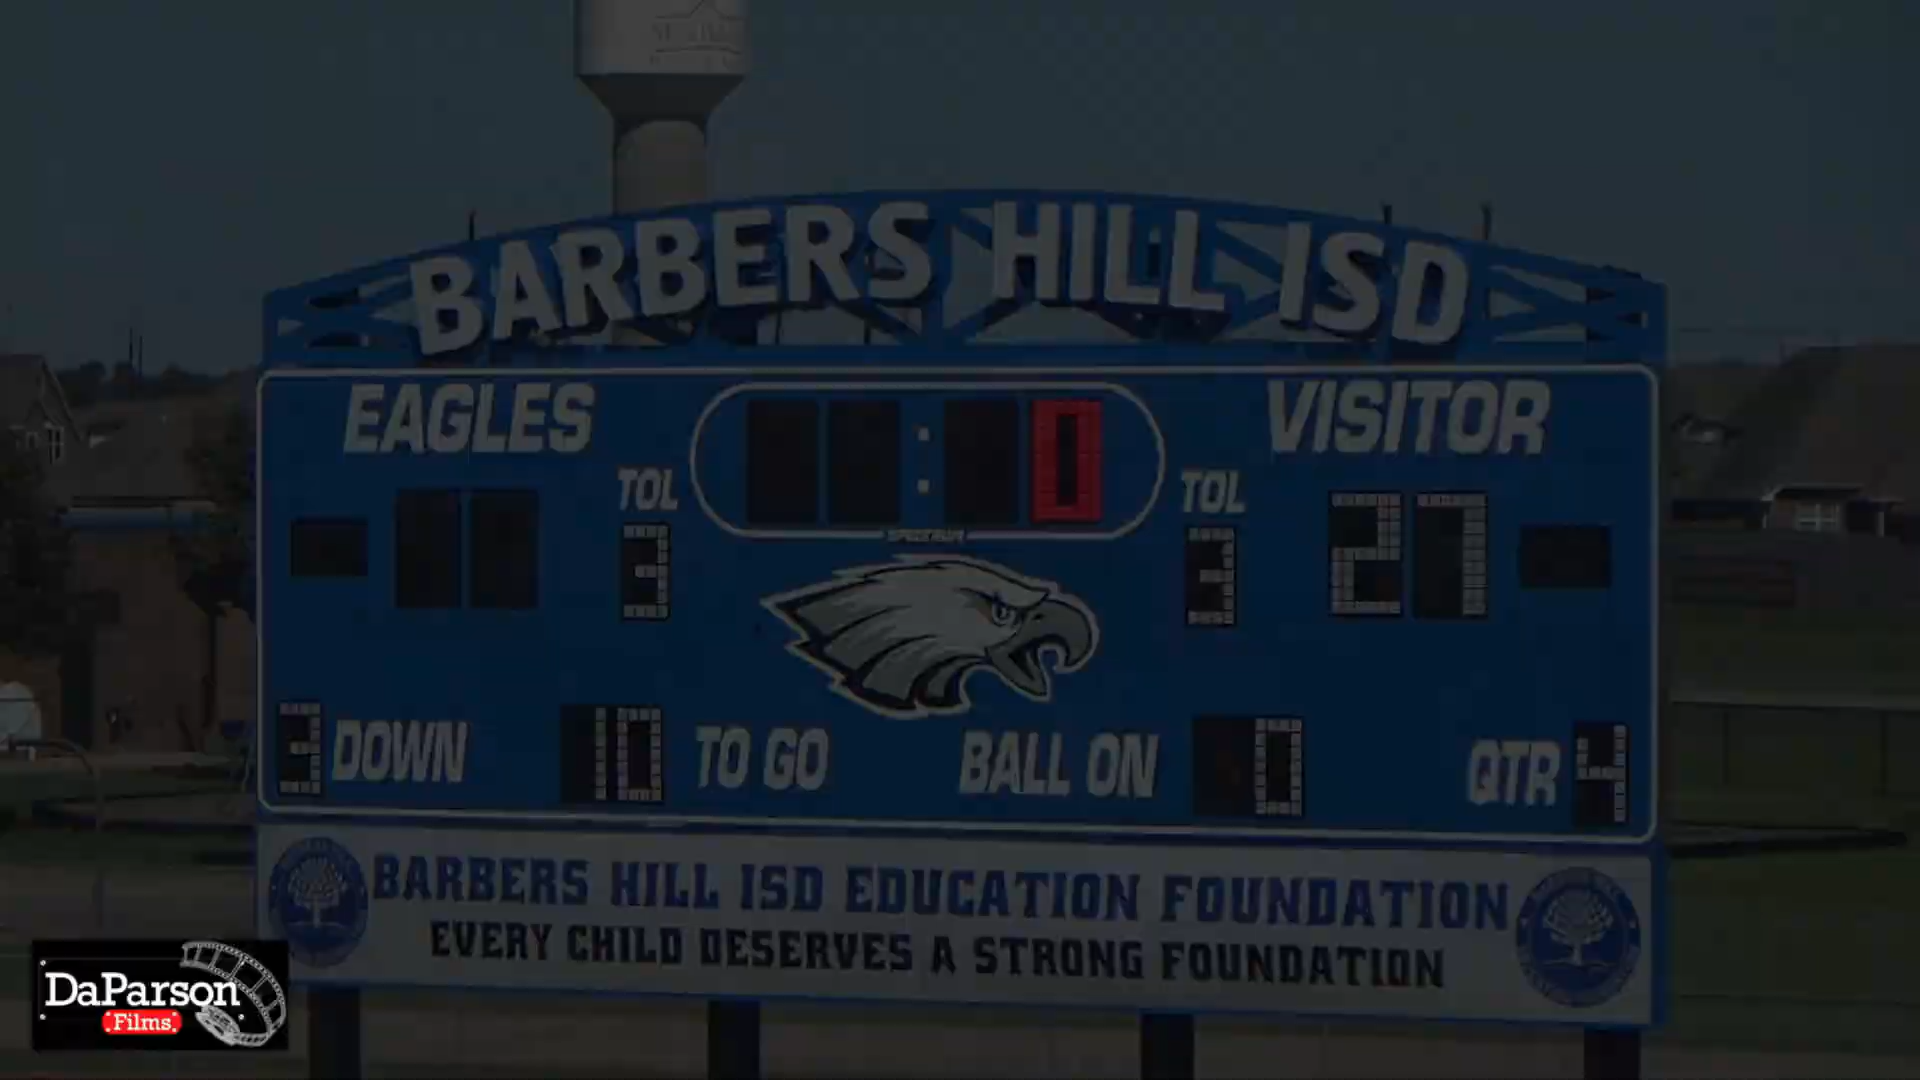 BARBERS HILL ISD
EAGLES
: 0
VISITOR
TOL
TOL
3
3
27
3 DOWN
10 TO GO
BALL ON 0
QTR 4
BARBERS HILL ISD EDUCATION FOUNDATION
EVERY CHILD DESERVES A STRONG FOUNDATION
DaParson
Films